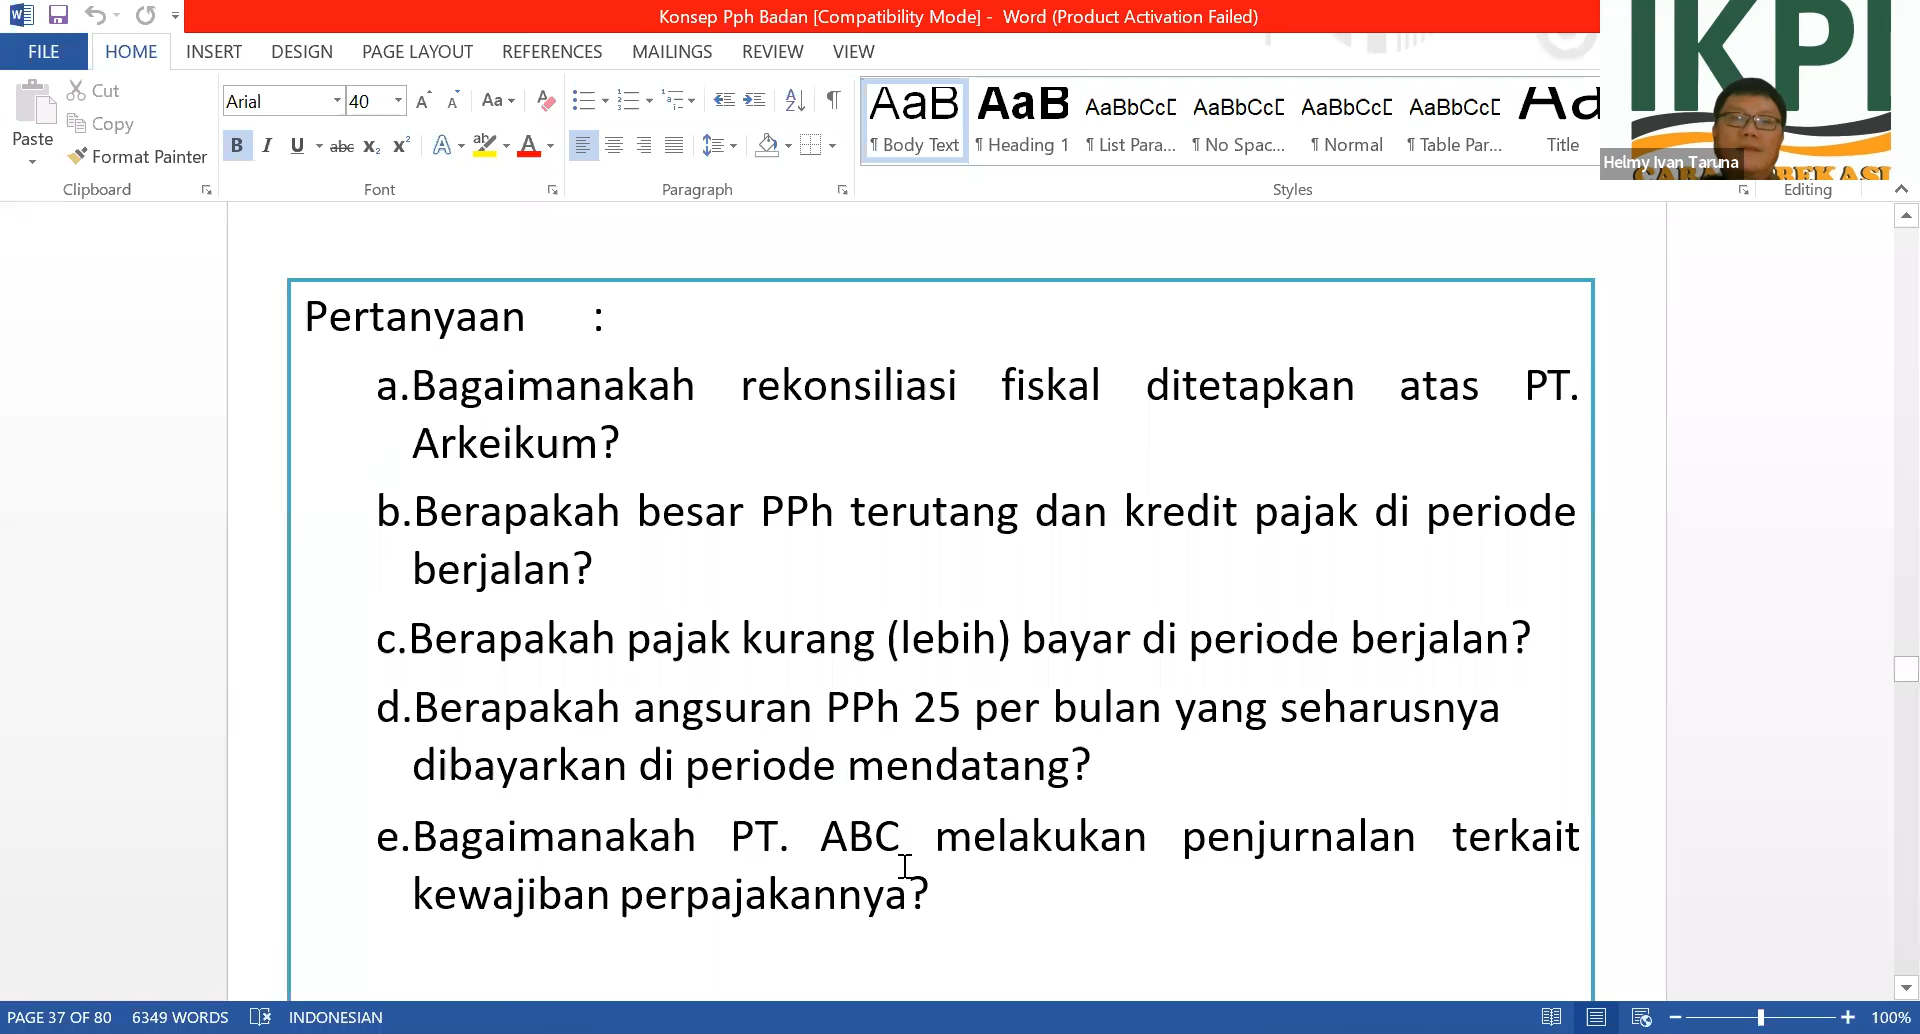 Konsep Pph Badan [Compatibility Mode] - Word (Product Activation Failed)
FILE HOME INSERT DESIGN PAGE LAYOUT REFERENCES MAILINGS REVIEW VIEW
IKPI
Helmy Ivan Taruna
Paste
Cut
Copy
Format Painter
Clipboard
Arial 40
Aa
B I U abc X₂ X² A ab A
Font
Paragraph
AaB AaB AaBbCcD AaBbCcD AaBbCcD AaBbCcD
¶ Body Text ¶ Heading 1 ¶ List Para... ¶ No Spac... ¶ Normal ¶ Table Par... Title
Styles
Editing
Pertanyaan :
a.Bagaimanakah rekonsiliasi fiskal ditetapkan atas PT.
Arkeikum?
b.Berapakah besar PPh terutang dan kredit pajak di periode
berjalan?
c.Berapakah pajak kurang (lebih) bayar di periode berjalan?
d.Berapakah angsuran PPh 25 per bulan yang seharusnya
dibayarkan di periode mendatang?
e.Bagaimanakah PT. ABC melakukan penjurnalan terkait
kewajiban perpajakannya?
PAGE 37 OF 80 6349 WORDS INDONESIAN 100%